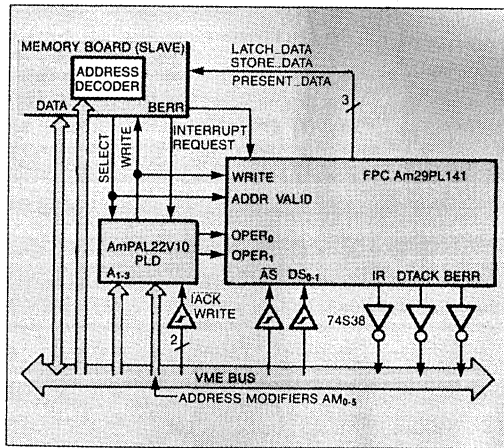 MEMORY BOARD (SLAVE)
ADDRESS
DECODER
DATA
BERR
LATCH_DATA
STORE_DATA
PRESENT_DATA
3
SELECT
WRITE
INTERRUPT
REQUEST
FPC Am29PL141
WRITE
ADDR VALID
AmPAL22V10
PLD
A1-3
OPER0
OPER1
AS DS0-1
IR DTACK BERR
IACK
WRITE
2
74S38
VME BUS
ADDRESS MODIFIERS AM0-5